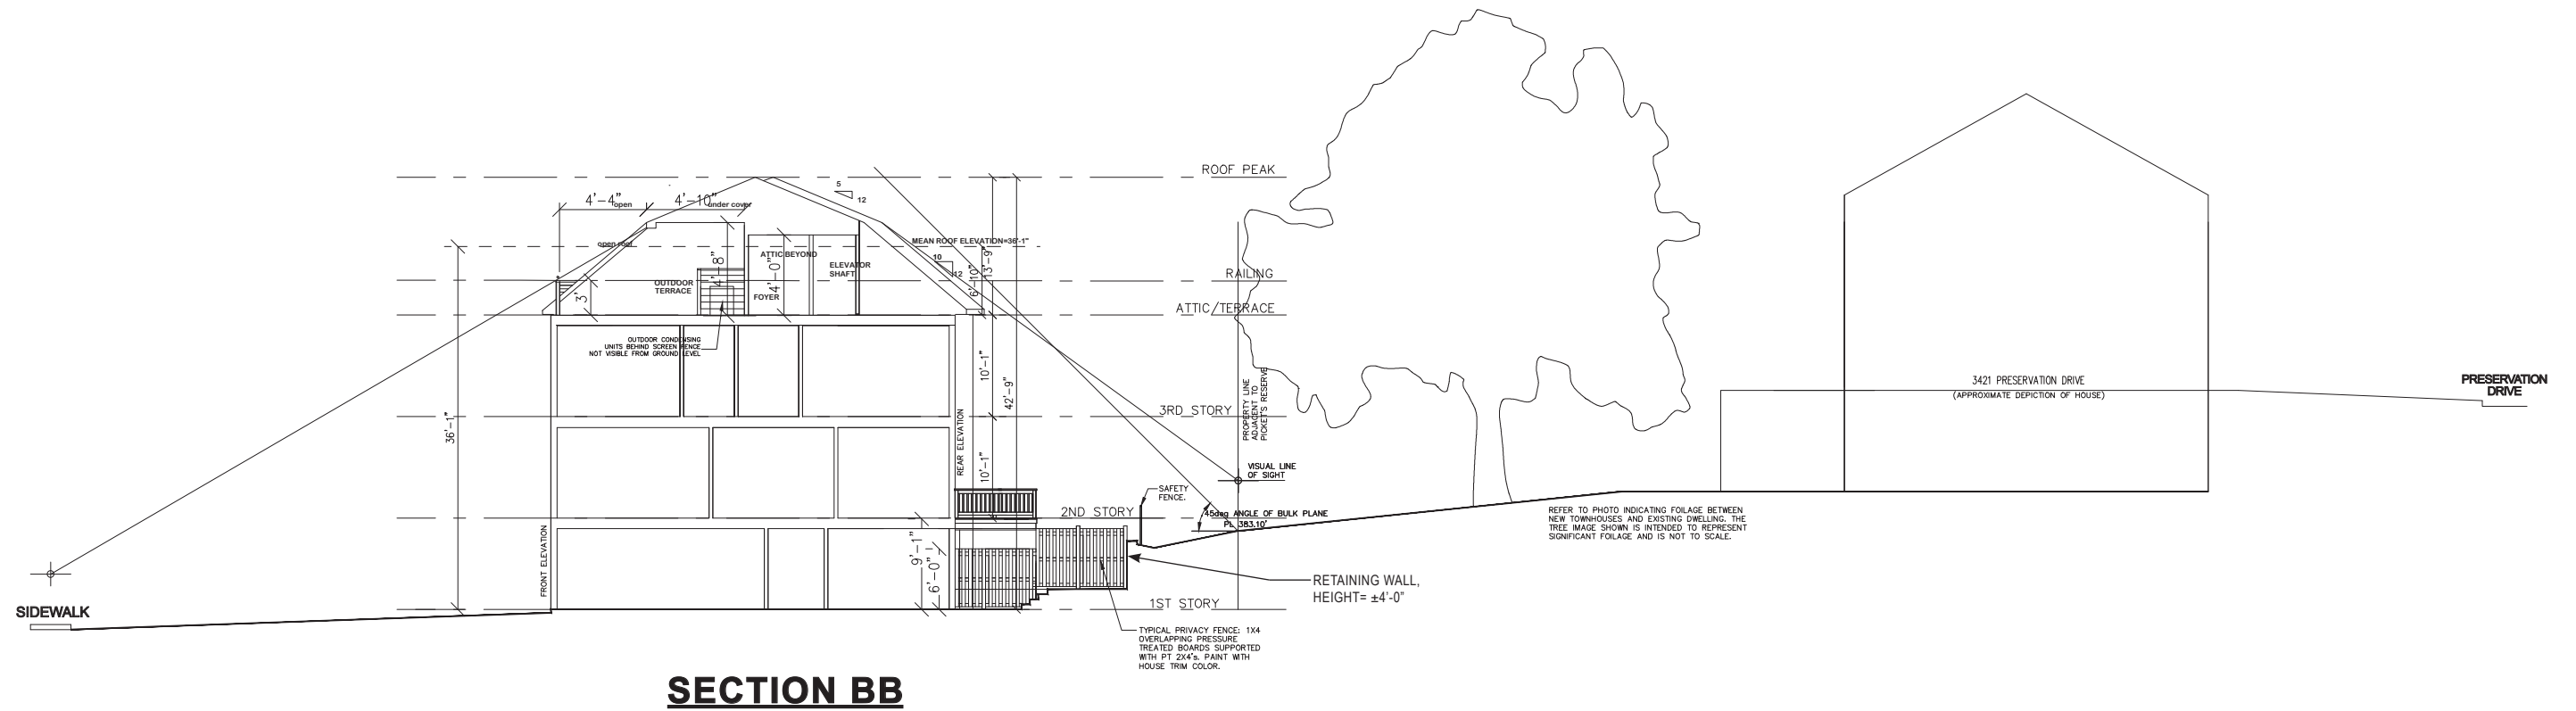 ROOF PEAK
5
12
4'-4"
open
4'-10"
under cover
open roof
MEAN ROOF ELEVATION=36'-1"
ATTIC BEYOND
10
12
ELEVATOR
SHAFT
RAILING
OUTDOOR
TERRACE
FOYER
3'
4'-8"
4'-0"
6'-10"
13'-9"
ATTIC/TERRACE
OUTDOOR CONDENSING
UNITS BEHIND SCREEN FENCE
NOT VISIBLE FROM GROUND LEVEL
10'-1"
42'-9"
36'-1"
3RD STORY
REAR ELEVATION
10'-1"
PROPERTY LINE
ADJACENT TO
PICKET'S RESERVE
3421 PRESERVATION DRIVE
(APPROXIMATE DEPICTION OF HOUSE)
PRESERVATION
DRIVE
VISUAL LINE
OF SIGHT
SAFETY
FENCE.
2ND STORY
45deg ANGLE OF BULK PLANE
PL 383.10'
REFER TO PHOTO INDICATING FOILAGE BETWEEN
NEW TOWNHOUSES AND EXISTING DWELLING. THE
TREE IMAGE SHOWN IS INTENDED TO REPRESENT
SIGNIFICANT FOILAGE AND IS NOT TO SCALE.
FRONT ELEVATION
9'-1"
6'-0"
RETAINING WALL,
HEIGHT= ±4'-0"
SIDEWALK
1ST STORY
TYPICAL PRIVACY FENCE: 1X4
OVERLAPPING PRESSURE
TREATED BOARDS SUPPORTED
WITH PT 2X4's. PAINT WITH
HOUSE TRIM COLOR.
SECTION BB